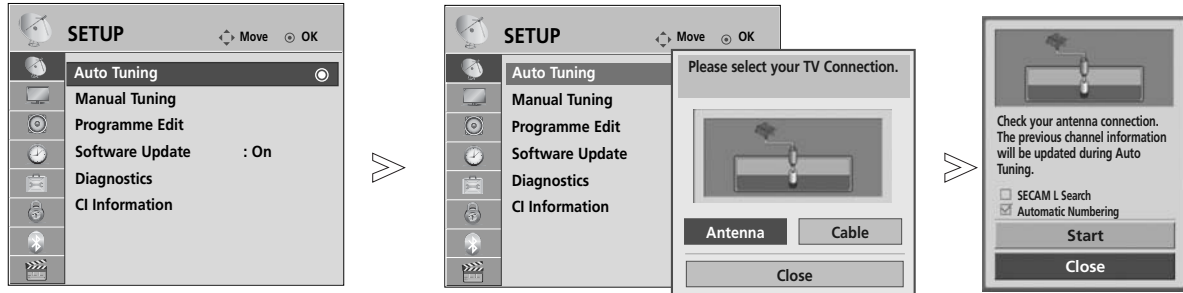 SETUP
Move OK
Auto Tuning
Manual Tuning
Programme Edit
Software Update : On
Diagnostics
CI Information
SETUP
Move OK
Auto Tuning
Manual Tuning
Programme Edit
Software Update
Diagnostics
CI Information
Please select your TV Connection.
Antenna Cable
Close
Check your antenna connection.
The previous channel information
will be updated during Auto
Tuning.
SECAM L Search
Automatic Numbering
Start
Close